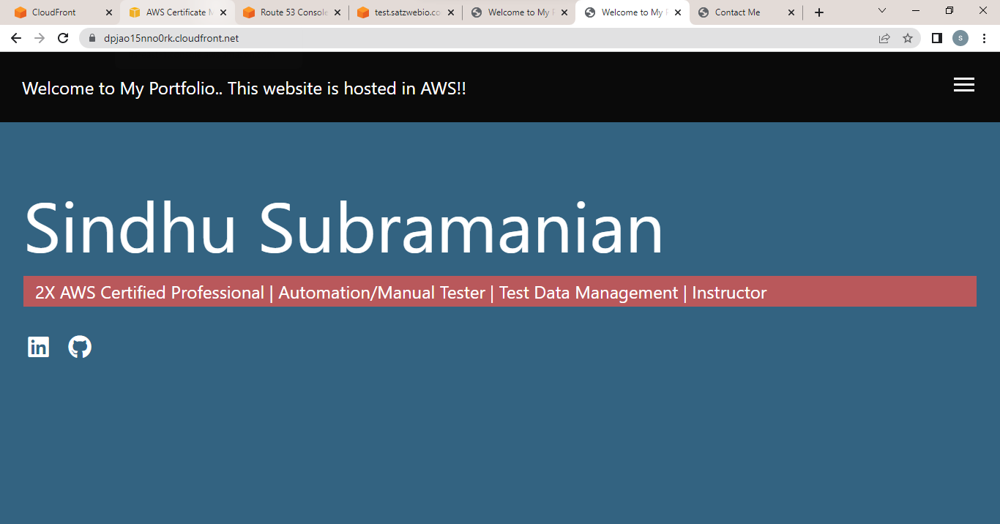 CloudFront
AWS Certificate M
Route 53 Console
test.satzwebio.co
Welcome to My P
Welcome to My P
Contact Me
dpjao15nno0rk.cloudfront.net
S
Welcome to My Portfolio.. This website is hosted in AWS!!
Sindhu Subramanian
2X AWS Certified Professional | Automation/Manual Tester | Test Data Management | Instructor
in